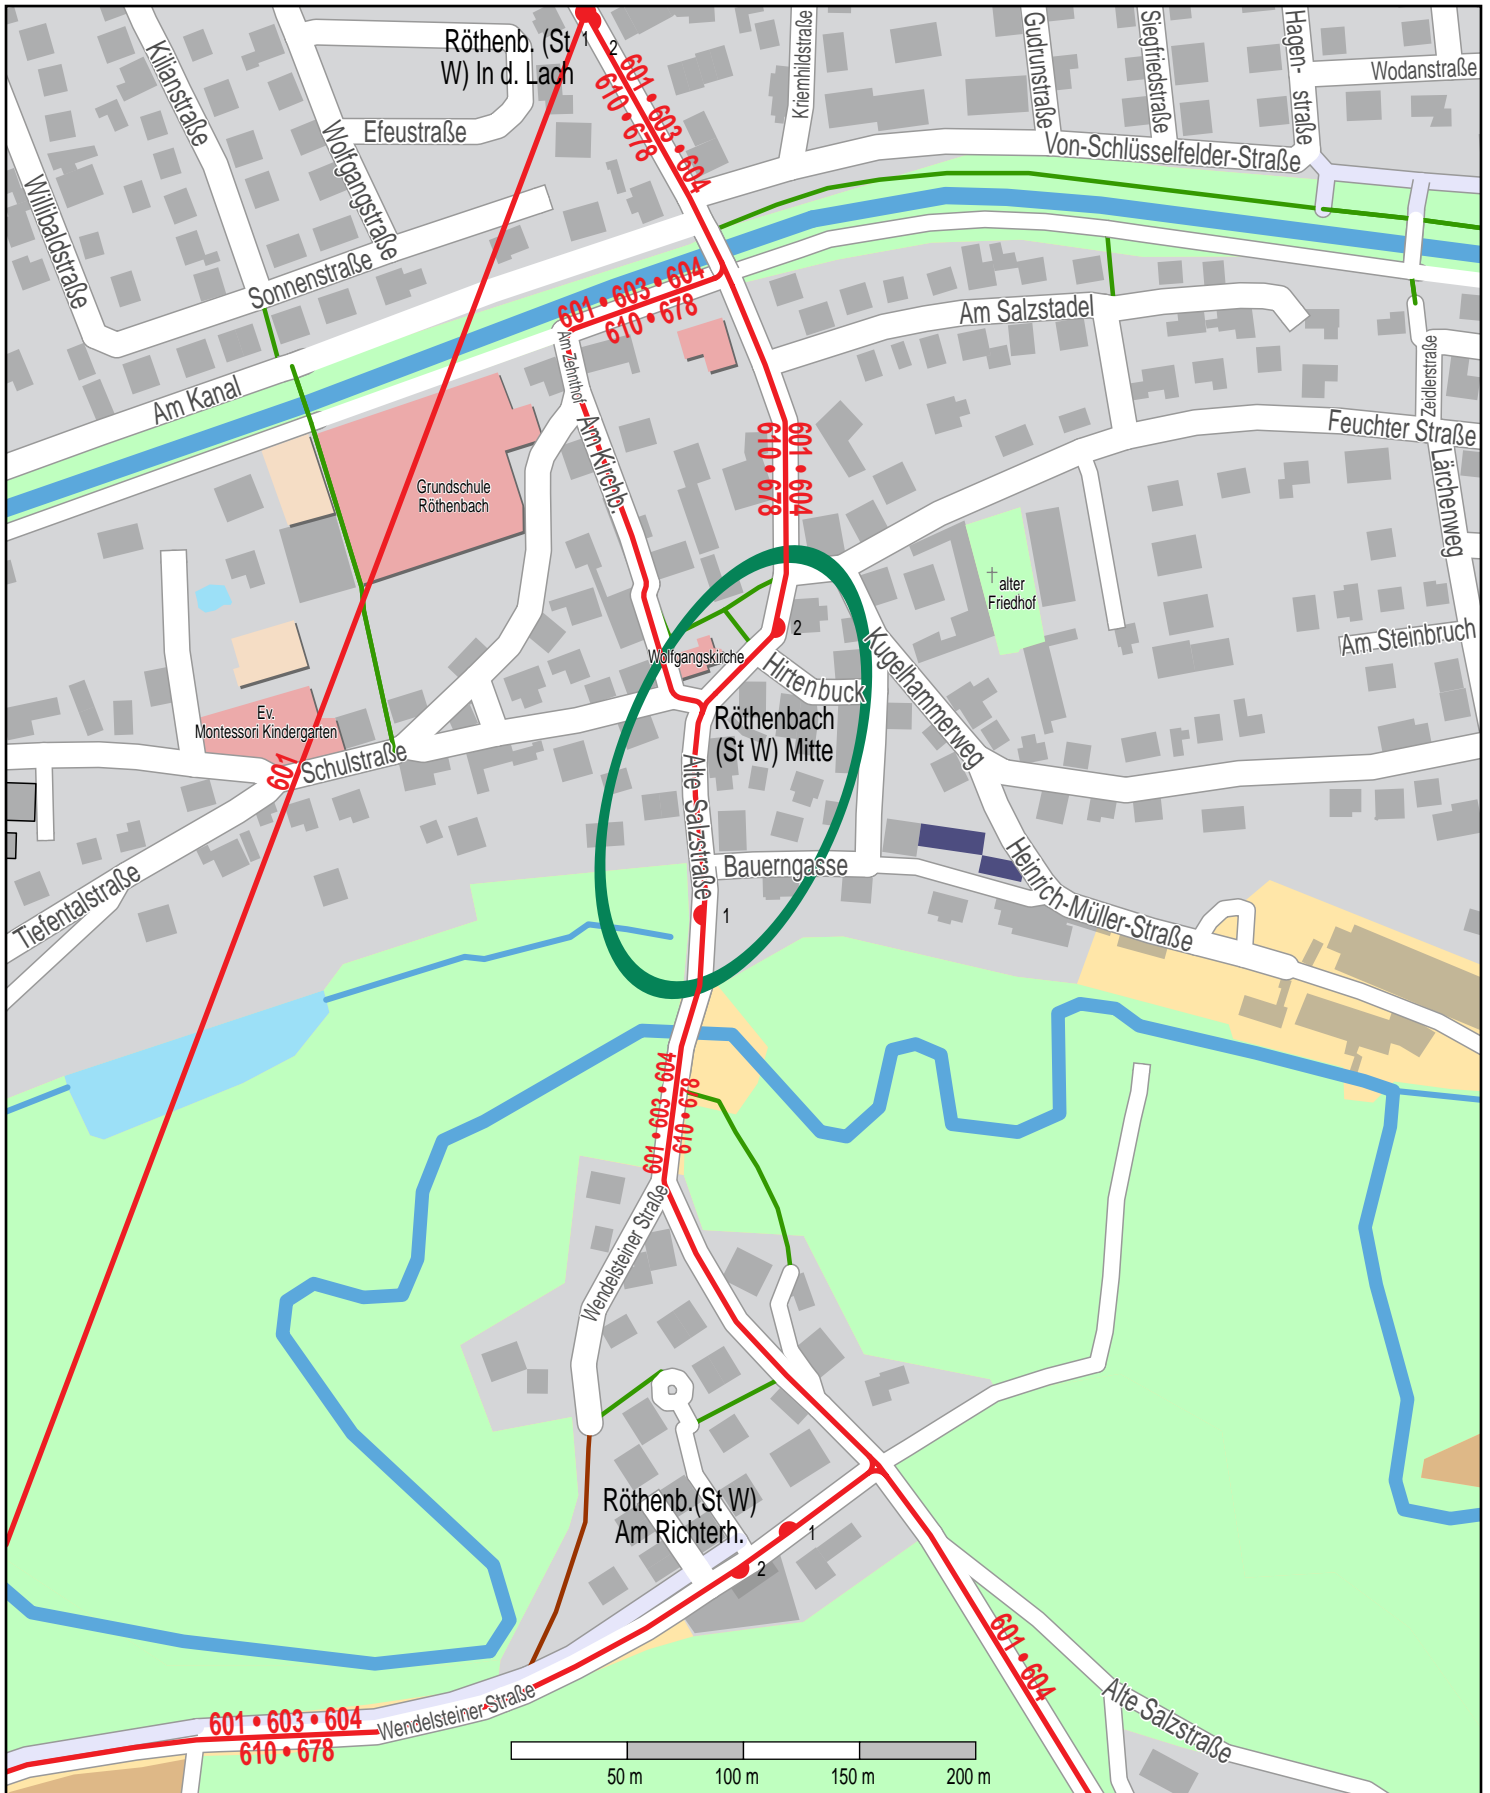 Röthenb. (St
W) In d. Lach
1
2
601 • 603 • 604
610 • 678
Kilianstraße
Wolfgangstraße
Efeustraße
Willibaldstraße
Sonnenstraße
Am Kanal
Kriemhildstraße
Gudrunstraße
Siegfriedstraße
Hagen-
straße
Wodanstraße
Von-Schlüsselfelder-Straße
601 • 603 • 604
610 • 678
Am Zehnthof
Am Kirchb.
Am Salzstadel
Zeidlerstraße
Feuchter Straße
Lärchenweg
601 • 604
610 • 678
Grundschule
Röthenbach
alter
Friedhof
Am Steinbruch
2
Wolfgangskirche
Hirtenbuck
Kugelhammerweg
Ev.
Montessori Kindergarten
Röthenbach
(St W) Mitte
601
Schulstraße
Alte Salzstraße
Bauerngasse
Heinrich-Müller-Straße
Tiefentalstraße
1
601 • 603 • 604
610 • 678
Wendelsteiner Straße
Röthenb.(St W)
Am Richterh.
1
2
601 • 604
Alte Salzstraße
Wendelsteiner Straße
601 • 603 • 604
610 • 678
50 m
100 m
150 m
200 m